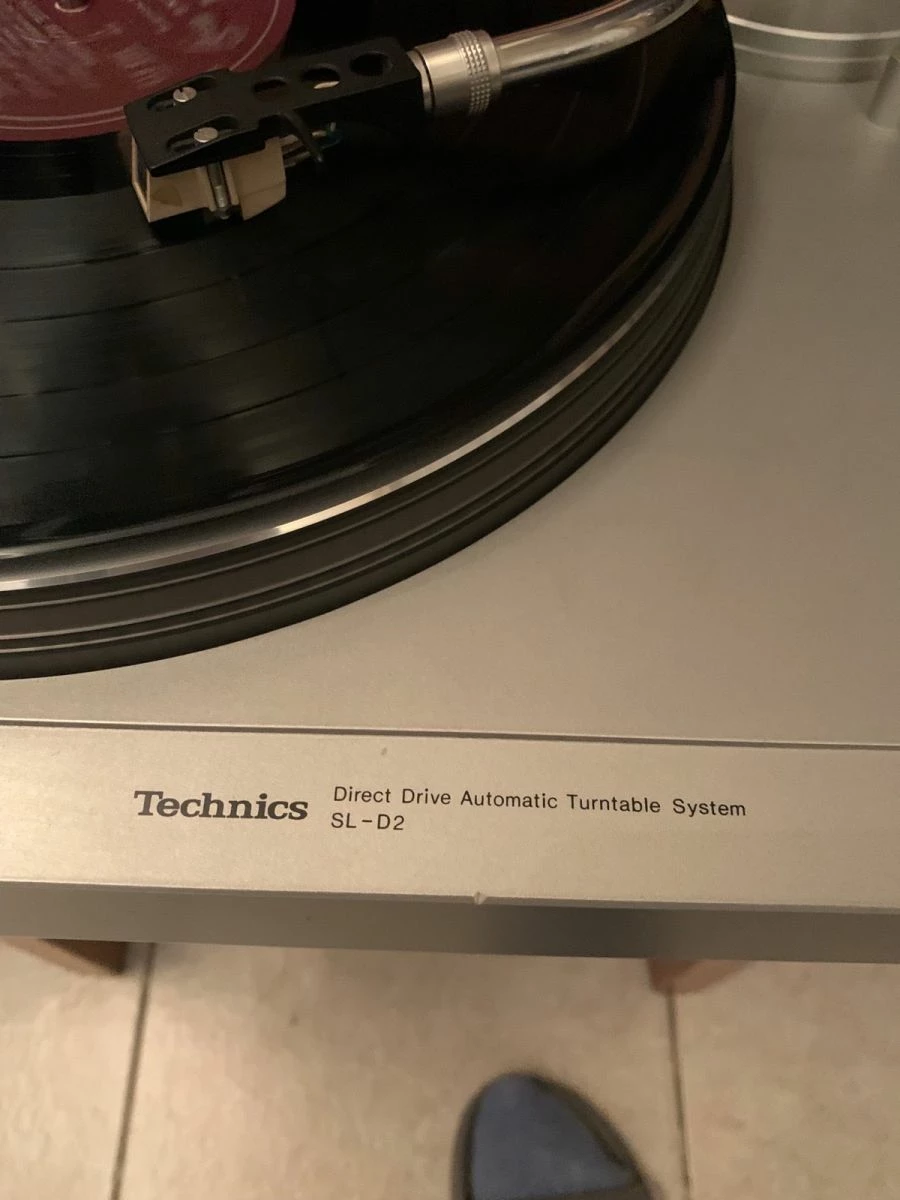 Technics Direct Drive Automatic Turntable System
SL-D2